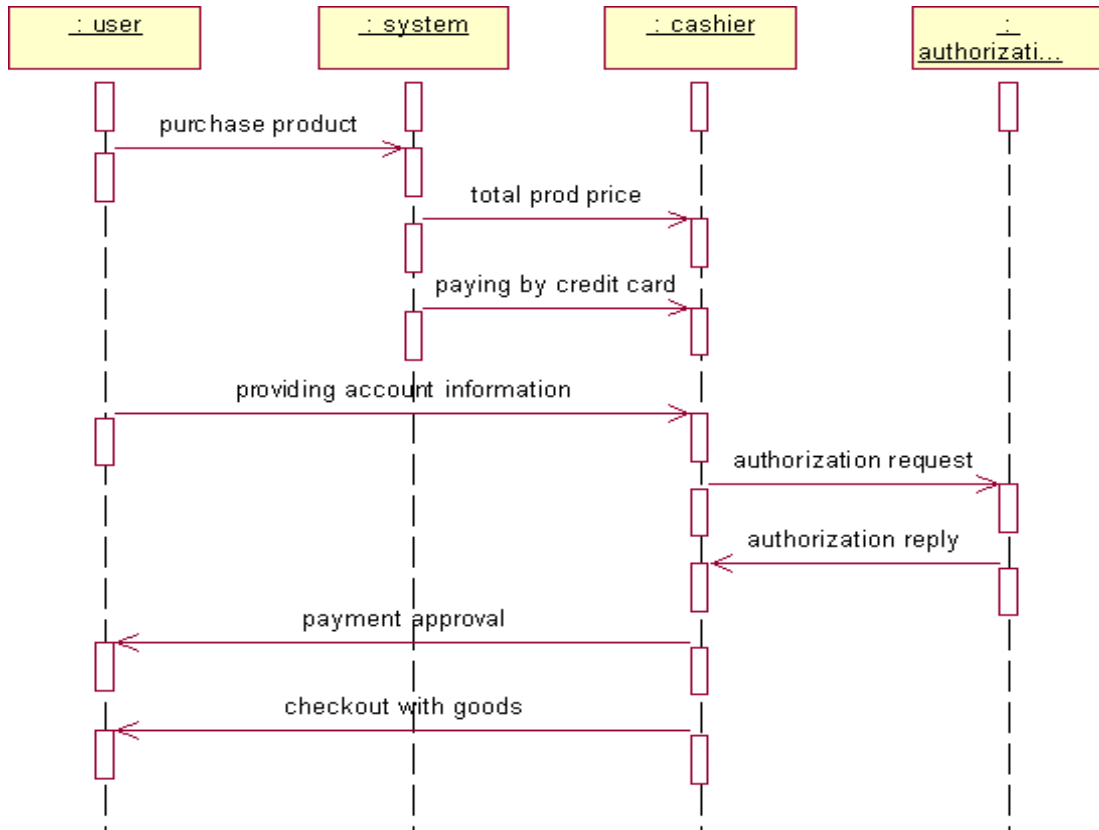 : user
: system
: cashier
:
authorizati...
purchase product
total prod price
paying by credit card
providing account information
authorization request
authorization reply
payment approval
checkout with goods